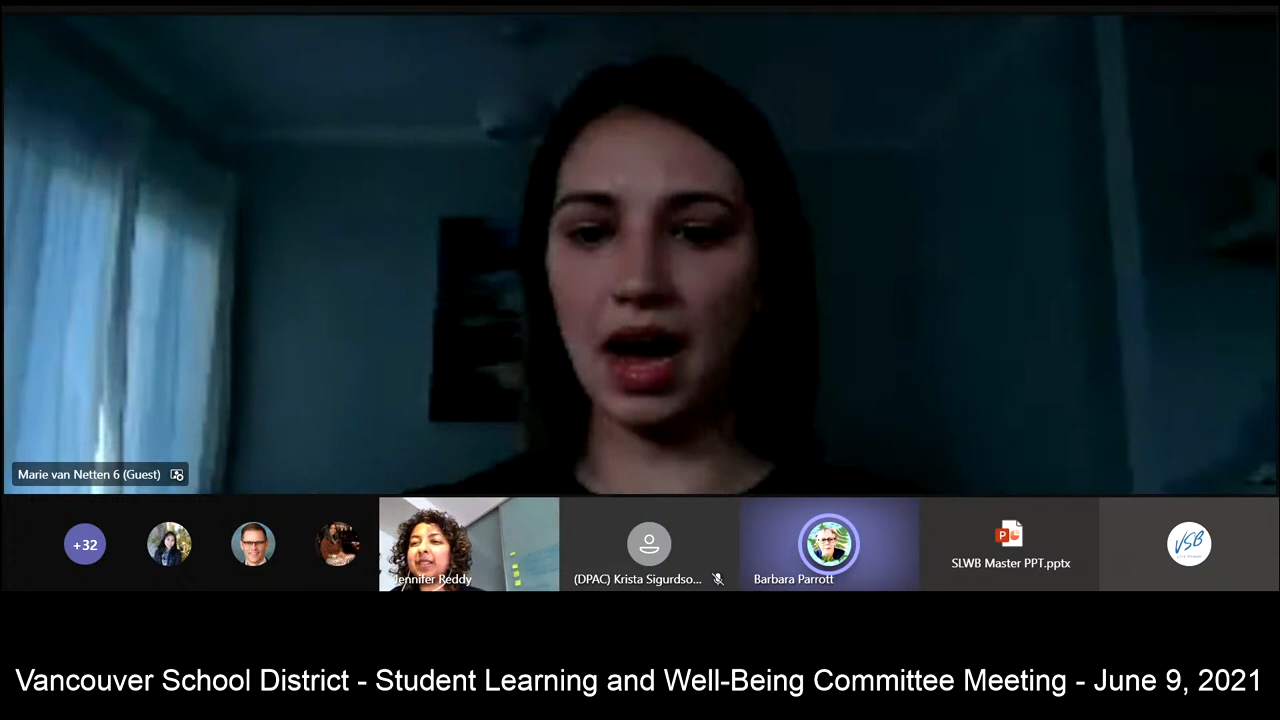 Marie van Netten 6 (Guest)
+32
Jennifer Reddy
(DPAC) Krista Sigurdso...
Barbara Parrott
P
SLWB Master PPT.pptx
VSB
Vancouver School District - Student Learning and Well-Being Committee Meeting - June 9, 2021